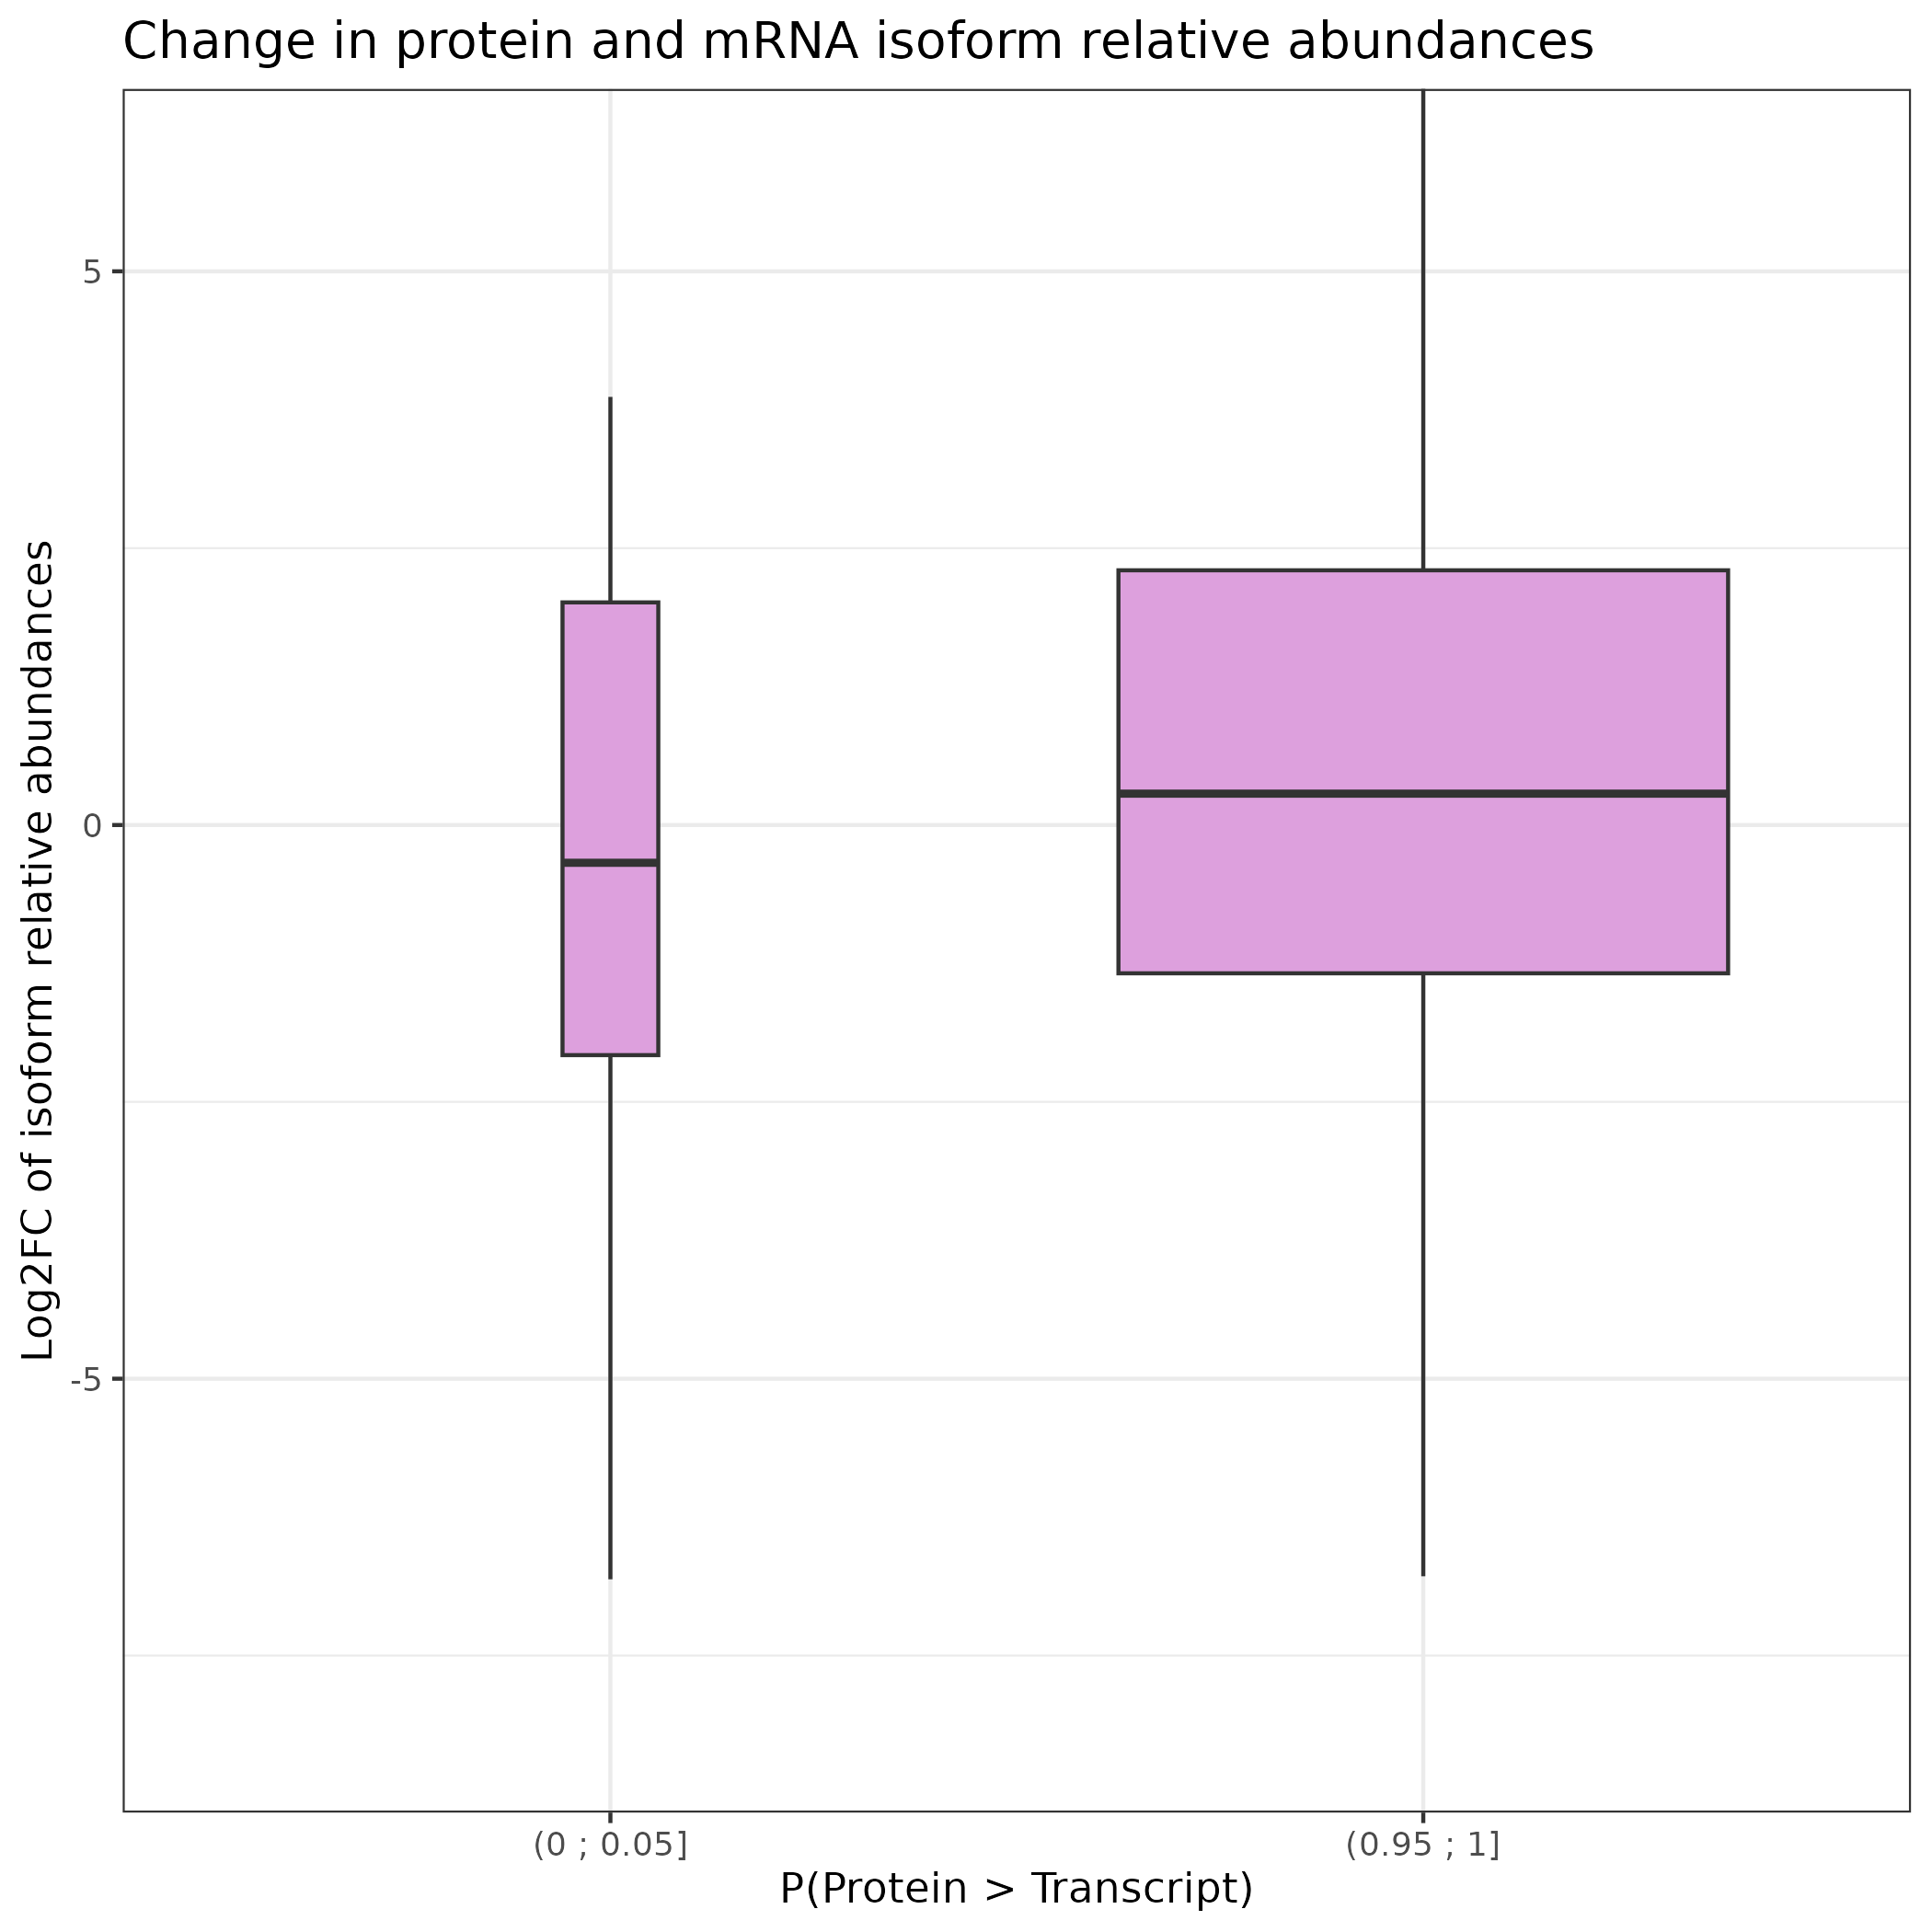 Change in protein and mRNA isoform relative abundances
Log2FC of isoform relative abundances
5
0
-5
(0 ; 0.05]
(0.95 ; 1]
P(Protein > Transcript)